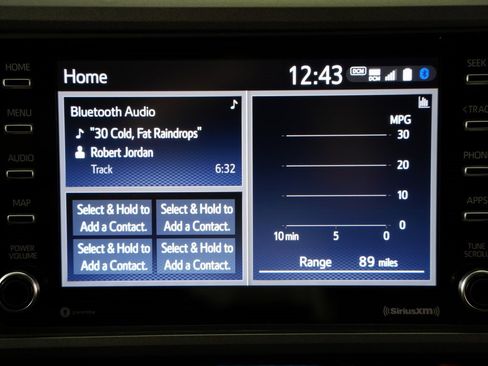 HOME
MENU
AUDIO
MAP
POWER
VOLUME
Home
12:43
DCM
DCM
Bluetooth Audio
"30 Cold, Fat Raindrops"
Robert Jordan
Track 6:32
Select & Hold to
Add a Contact.
Select & Hold to
Add a Contact.
Select & Hold to
Add a Contact.
Select & Hold to
Add a Contact.
MPG
30
20
10
0
10 min 5 0
Range 89 miles
SEEK
<TRACK
PHONE
APPS
TUNE
SCROLL
((SiriusXM))